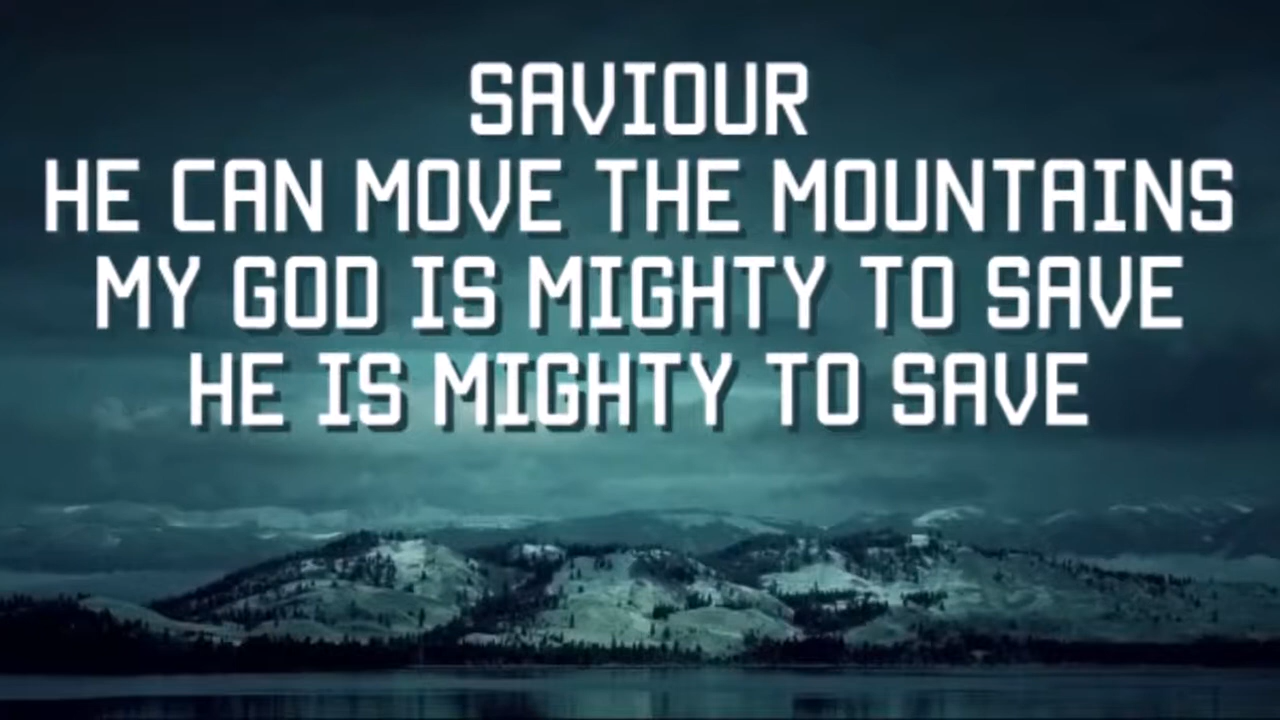 SAVIOUR
HE CAN MOVE THE MOUNTAINS
MY GOD IS MIGHTY TO SAVE
HE IS MIGHTY TO SAVE